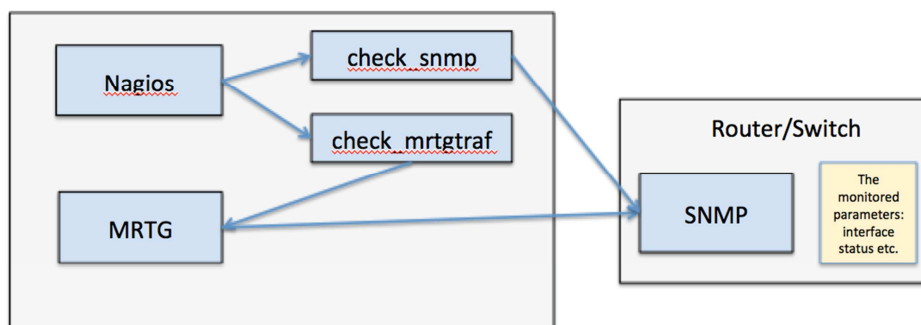 Nagios
check_snmp
check_mrtgtraf
MRTG
Router/Switch
SNMP
The
monitored
parameters:
interface
status etc.